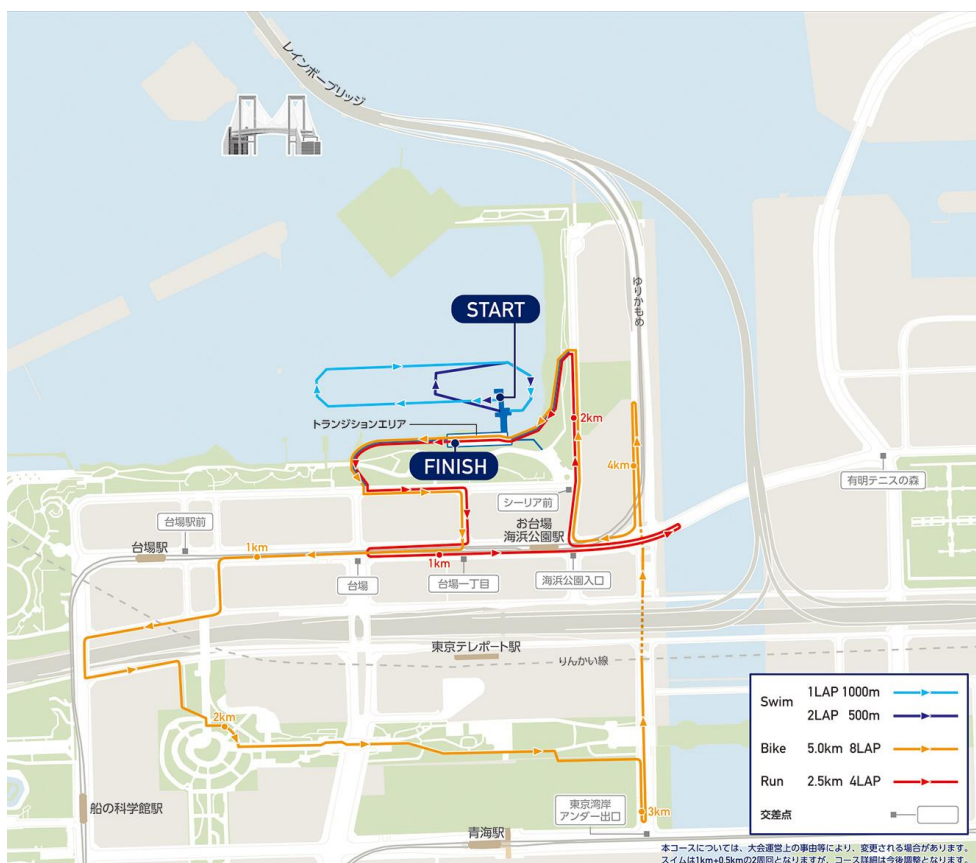 レインボーブリッジ
ゆりかもめ
START
トランジションエリア
2km
FINISH
4km
有明テニスの森
シーリア前
台場駅前
お台場
海浜公園駅
台場駅
1km
1km
台場
台場一丁目
海浜公園入口
東京テレポート駅
りんかい線
2km
Swim 1LAP 1000m
2LAP 500m
Bike 5.0km 8LAP
Run 2.5km 4LAP
交差点
船の科学館駅
東京湾岸
アンダー出口
3km
青海駅
本コースについては、大会運営上の事由等により、変更される場合があります。
スイムは1km+0.5kmの2周回となりますが、コース詳細は今後調整となります。